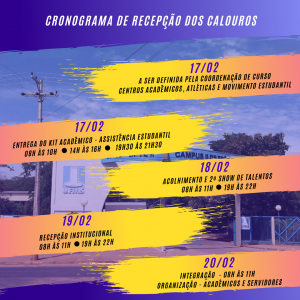 CRONOGRAMA DE RECEPÇÃO DOS CALOUROS
17/02
A SER DEFINIDA PELA COORDENAÇÃO DE CURSO
CENTROS ACADÊMICOS, ATLÉTICAS E MOVIMENTO ESTUDANTIL
17/02
ENTREGA DO KIT ACADÊMICO - ASSISTÊNCIA ESTUDANTIL
08H ÀS 10H ● 14H ÀS 16H ● 19H30 ÀS 21H30
CAMPUS
18/02
ACOLHIMENTO E 2º SHOW DE TALENTOS
08H ÀS 11H ● 19H ÀS 22H
19/02
RECEPÇÃO INSTITUCIONAL
08H ÀS 11H ● 19H ÀS 22H
20/02
INTEGRAÇÃO - 08H ÀS 11H
ORGANIZAÇÃO - ACADÊMICOS E SERVIDORES